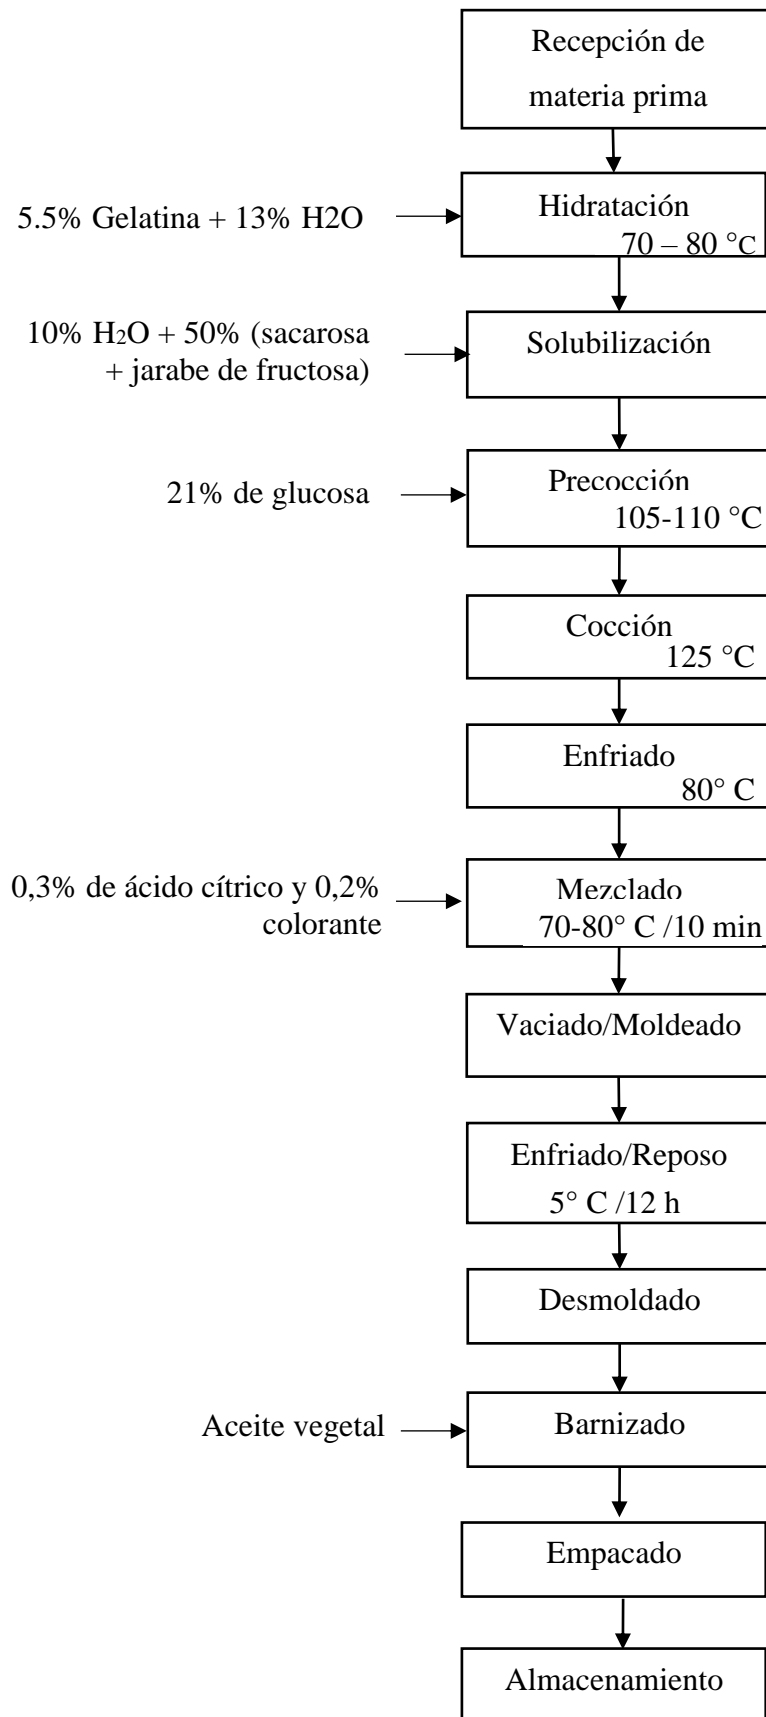 Recepción de
materia prima
5.5% Gelatina + 13% H2O
Hidratación
70 – 80 °C
10% H₂O + 50% (sacarosa
+ jarabe de fructosa)
Solubilización
21% de glucosa
Precocción
105-110 °C
Cocción
125 °C
Enfriado
80° C
0,3% de ácido cítrico y 0,2%
colorante
Mezclado
70-80° C /10 min
Vaciado/Moldeado
Enfriado/Reposo
5° C /12 h
Desmoldado
Aceite vegetal
Barnizado
Empacado
Almacenamiento